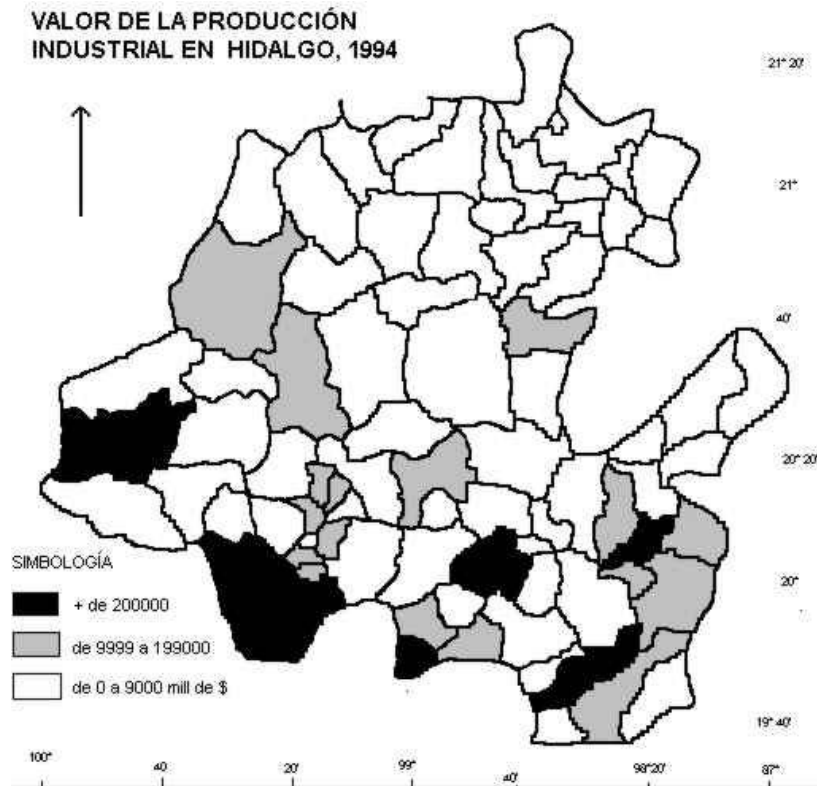 VALOR DE LA PRODUCCIÓN
INDUSTRIAL EN HIDALGO, 1994
21° 20'
21°
40'
20° 20'
SIMBOLOGÍA
20°
+ de 200000
de 9999 a 199000
de 0 a 9000 mill de $
19° 40'
100°
40
20'
99°
40'
98°20'
97°